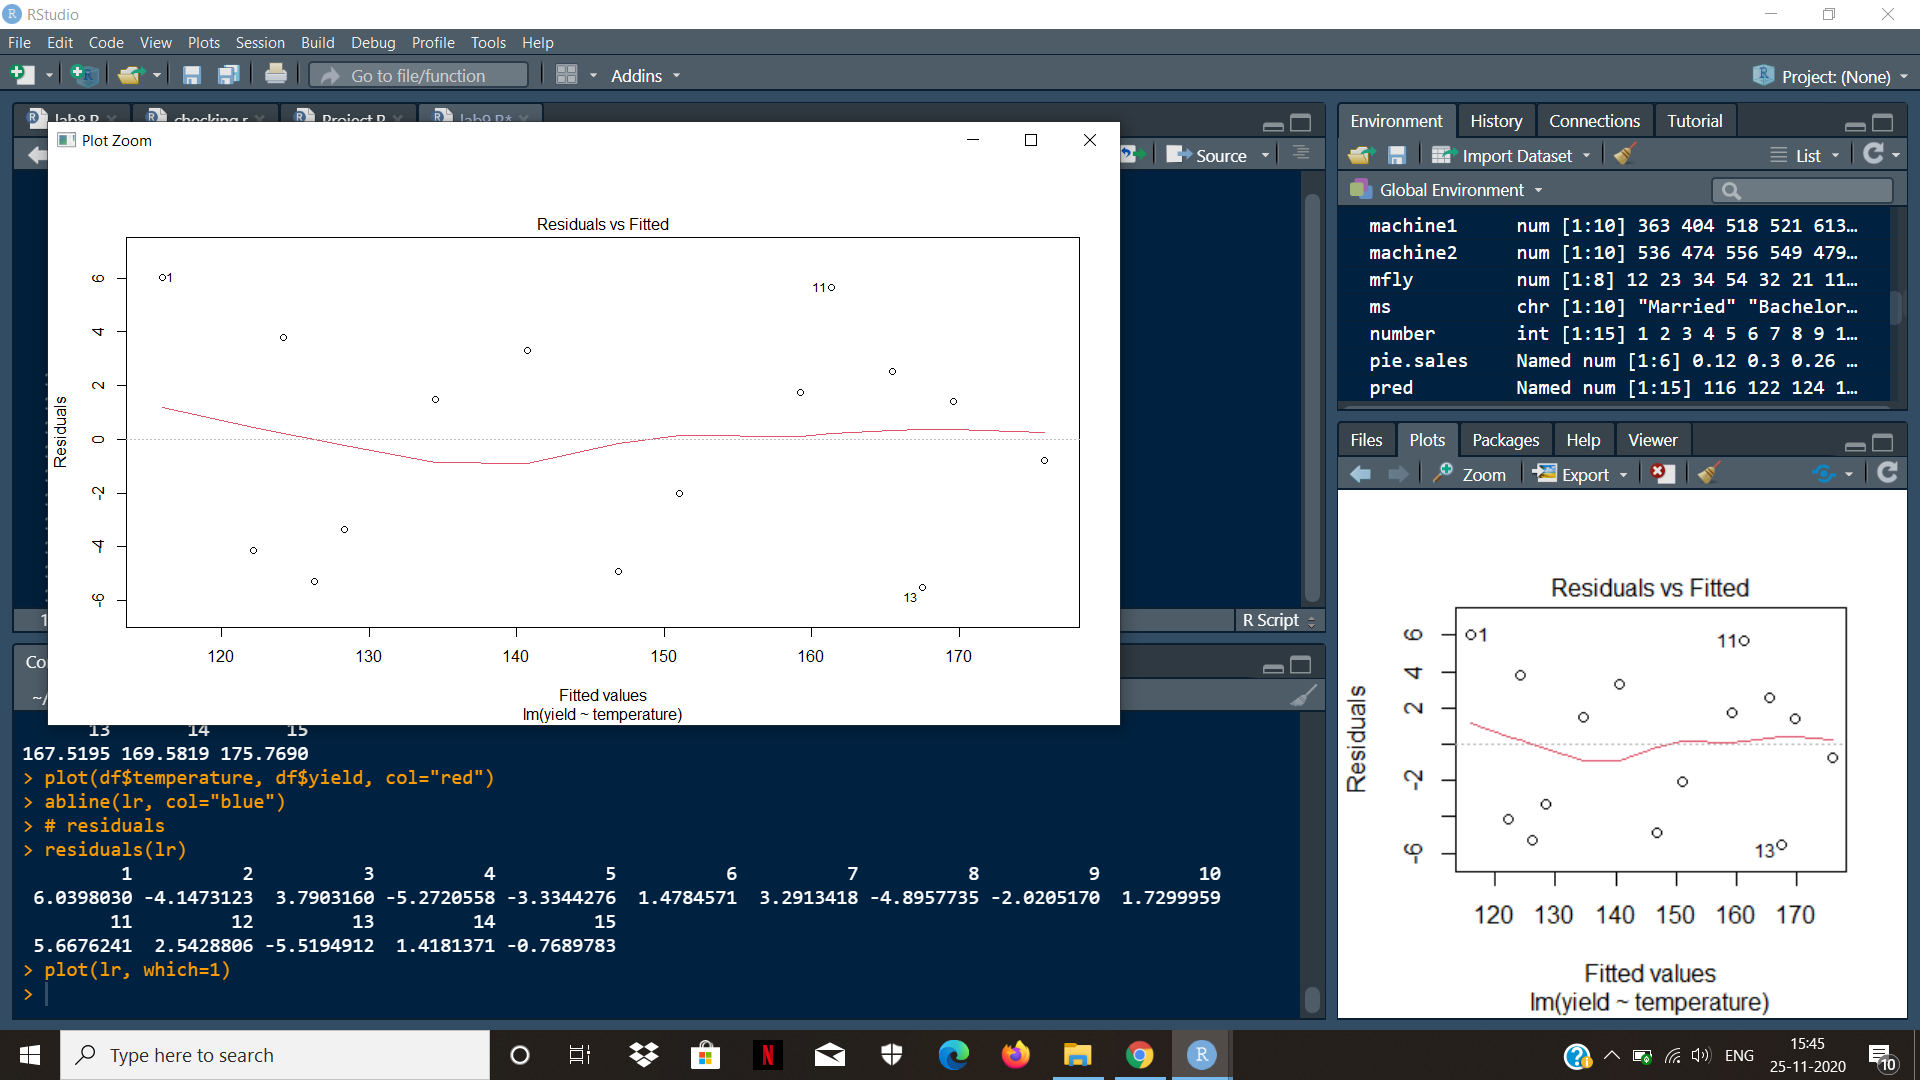 RStudio
File Edit Code View Plots Session Build Debug Profile Tools Help
Go to file/function Addins Project: (None)
lab8.R checking.r Project.R lab9.R*
Source
Plot Zoom
Residuals vs Fitted
6
4
2
0
-2
-4
-6
Residuals
1
11
13
120 130 140 150 160 170
Fitted values
lm(yield ~ temperature)
R Script
Environment History Connections Tutorial
Import Dataset List
Global Environment
machine1 num [1:10] 363 404 518 521 613…
machine2 num [1:10] 536 474 556 549 479…
mfly num [1:8] 12 23 34 54 32 21 11…
ms chr [1:10] "Married" "Bachelor…
number int [1:15] 1 2 3 4 5 6 7 8 9 1…
pie.sales Named num [1:6] 0.12 0.3 0.26 …
pred Named num [1:15] 116 122 124 1…
Files Plots Packages Help Viewer
Zoom Export
Residuals vs Fitted
6
4
2
-2
-6
Residuals
1
11
13
120 130 140 150 160 170
Fitted values
lm(yield ~ temperature)
Co
~/
13 14 15
167.5195 169.5819 175.7690
> plot(df$temperature, df$yield, col="red")
> abline(lr, col="blue")
> # residuals
> residuals(lr)
1 2 3 4 5 6 7 8 9 10
6.0398030 -4.1473123 3.7903160 -5.2720558 -3.3344276 1.4784571 3.2913418 -4.8957735 -2.0205170 1.7299959
11 12 13 14 15
5.6676241 2.5428806 -5.5194912 1.4181371 -0.7689783
> plot(lr, which=1)
>
Type here to search
ENG
15:45
25-11-2020
10